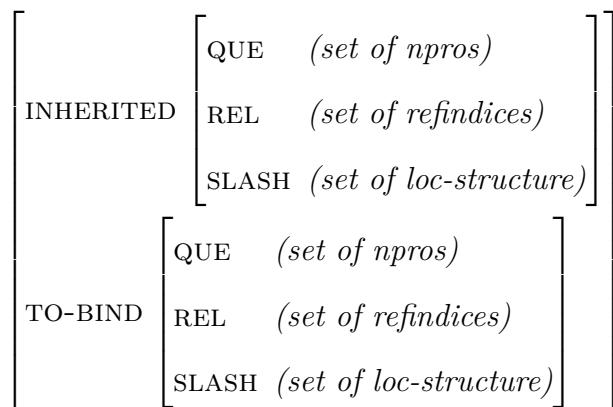 QUE (set of npros)
INHERITED REL (set of refindices)
SLASH (set of loc-structure)
QUE (set of npros)
TO-BIND REL (set of refindices)
SLASH (set of loc-structure)